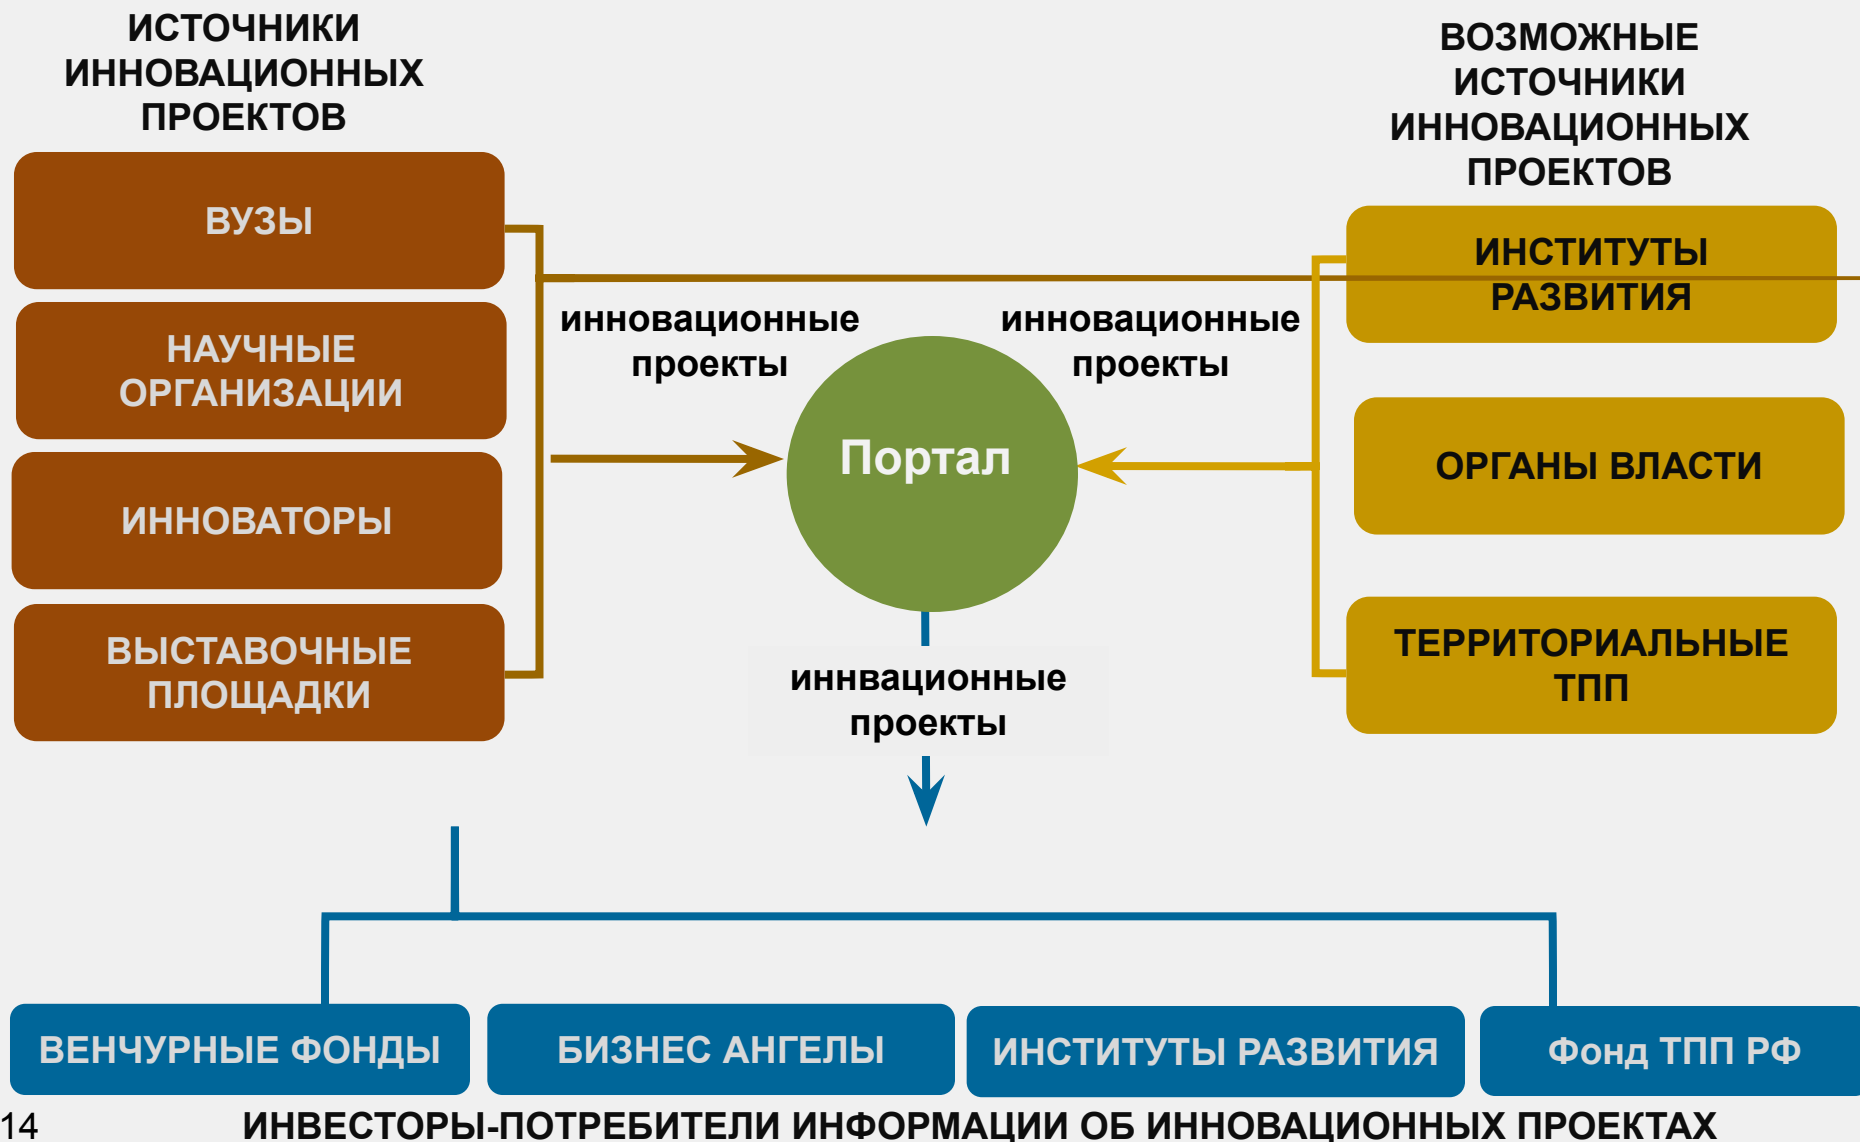 ИСТОЧНИКИ
ИННОВАЦИОННЫХ
ПРОЕКТОВ
ВОЗМОЖНЫЕ
ИСТОЧНИКИ
ИННОВАЦИОННЫХ
ПРОЕКТОВ
ВУЗЫ
НАУЧНЫЕ
ОРГАНИЗАЦИИ
ИННОВАТОРЫ
ВЫСТАВОЧНЫЕ
ПЛОЩАДКИ
инновационные
проекты
Портал
инновационные
проекты
ИНСТИТУТЫ
РАЗВИТИЯ
ОРГАНЫ ВЛАСТИ
ТЕРРИТОРИАЛЬНЫЕ
ТПП
иннвационные
проекты
ВЕНЧУРНЫЕ ФОНДЫ
БИЗНЕС АНГЕЛЫ
ИНСТИТУТЫ РАЗВИТИЯ
Фонд ТПП РФ
14
ИНВЕСТОРЫ-ПОТРЕБИТЕЛИ ИНФОРМАЦИИ ОБ ИННОВАЦИОННЫХ ПРОЕКТАХ